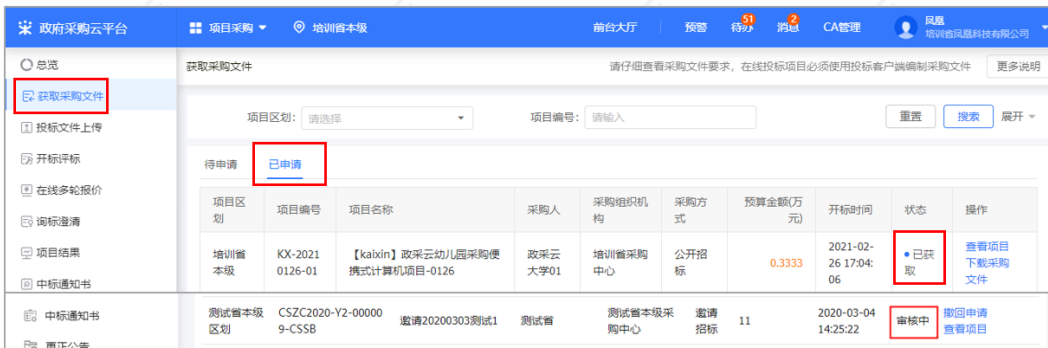 政府采购云平台 项目采购 培训省本级 前台大厅 预警 待办 51 消息 2 CA管理 凤凰
培训省凤凰科技有限公司
总览
获取采购文件 请仔细查看采购文件要求，在线投标项目必须使用投标客户端编制采购文件 更多说明
获取采购文件
项目区划： 请选择 项目编号： 请输入 重置 搜索 展开
投标文件上传
开标评标
待申请 已申请
在线多轮报价
询标澄清
项目结果
中标通知书
项目区
划
项目编号
项目名称
采购人
采购组织机
构
采购方
式
预算金额(万
元)
开标时间
状态
操作
培训省
本级
KX-2021
0126-01
【kaixin】政采云幼儿园采购便
携式计算机项目-0126
政采云
大学01
培训省采购
中心
公开招
标
0.3333
2021-02-
26 17:04:
06
已获
取
查看项目
下载采购
文件
中标通知书
测试省本级
区划
CSZC2020-Y2-00000
9-CSSB
邀请20200303测试1
测试省
测试省本级采
购中心
邀请
招标
11
2020-03-04
14:25:22
审核中
撤回申请
查看项目
更正公告